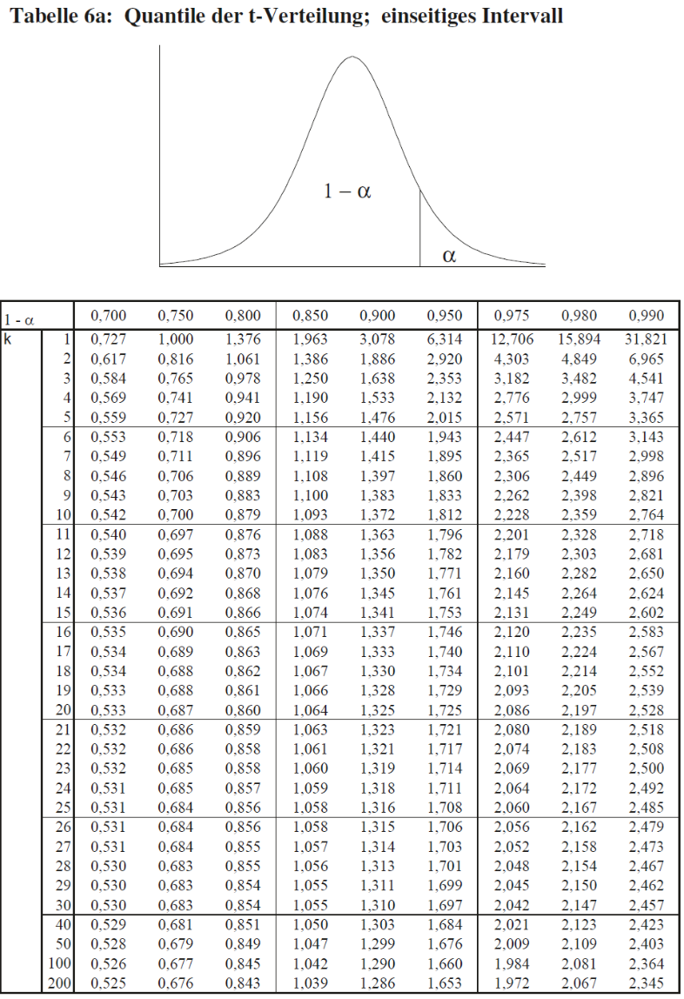 Tabelle 6a: Quantile der t-Verteilung; einseitiges Intervall
1 − α
α
1 - α 0,700 0,750 0,800 0,850 0,900 0,950 0,975 0,980 0,990
k 1 0,727 1,000 1,376 1,963 3,078 6,314 12,706 15,894 31,821
2 0,617 0,816 1,061 1,386 1,886 2,920 4,303 4,849 6,965
3 0,584 0,765 0,978 1,250 1,638 2,353 3,182 3,482 4,541
4 0,569 0,741 0,941 1,190 1,533 2,132 2,776 2,999 3,747
5 0,559 0,727 0,920 1,156 1,476 2,015 2,571 2,757 3,365
6 0,553 0,718 0,906 1,134 1,440 1,943 2,447 2,612 3,143
7 0,549 0,711 0,896 1,119 1,415 1,895 2,365 2,517 2,998
8 0,546 0,706 0,889 1,108 1,397 1,860 2,306 2,449 2,896
9 0,543 0,703 0,883 1,100 1,383 1,833 2,262 2,398 2,821
10 0,542 0,700 0,879 1,093 1,372 1,812 2,228 2,359 2,764
11 0,540 0,697 0,876 1,088 1,363 1,796 2,201 2,328 2,718
12 0,539 0,695 0,873 1,083 1,356 1,782 2,179 2,303 2,681
13 0,538 0,694 0,870 1,079 1,350 1,771 2,160 2,282 2,650
14 0,537 0,692 0,868 1,076 1,345 1,761 2,145 2,264 2,624
15 0,536 0,691 0,866 1,074 1,341 1,753 2,131 2,249 2,602
16 0,535 0,690 0,865 1,071 1,337 1,746 2,120 2,235 2,583
17 0,534 0,689 0,863 1,069 1,333 1,740 2,110 2,224 2,567
18 0,534 0,688 0,862 1,067 1,330 1,734 2,101 2,214 2,552
19 0,533 0,688 0,861 1,066 1,328 1,729 2,093 2,205 2,539
20 0,533 0,687 0,860 1,064 1,325 1,725 2,086 2,197 2,528
21 0,532 0,686 0,859 1,063 1,323 1,721 2,080 2,189 2,518
22 0,532 0,686 0,858 1,061 1,321 1,717 2,074 2,183 2,508
23 0,532 0,685 0,858 1,060 1,319 1,714 2,069 2,177 2,500
24 0,531 0,685 0,857 1,059 1,318 1,711 2,064 2,172 2,492
25 0,531 0,684 0,856 1,058 1,316 1,708 2,060 2,167 2,485
26 0,531 0,684 0,856 1,058 1,315 1,706 2,056 2,162 2,479
27 0,531 0,684 0,855 1,057 1,314 1,703 2,052 2,158 2,473
28 0,530 0,683 0,855 1,056 1,313 1,701 2,048 2,154 2,467
29 0,530 0,683 0,854 1,055 1,311 1,699 2,045 2,150 2,462
30 0,530 0,683 0,854 1,055 1,310 1,697 2,042 2,147 2,457
40 0,529 0,681 0,851 1,050 1,303 1,684 2,021 2,123 2,423
50 0,528 0,679 0,849 1,047 1,299 1,676 2,009 2,109 2,403
100 0,526 0,677 0,845 1,042 1,290 1,660 1,984 2,081 2,364
200 0,525 0,676 0,843 1,039 1,286 1,653 1,972 2,067 2,345